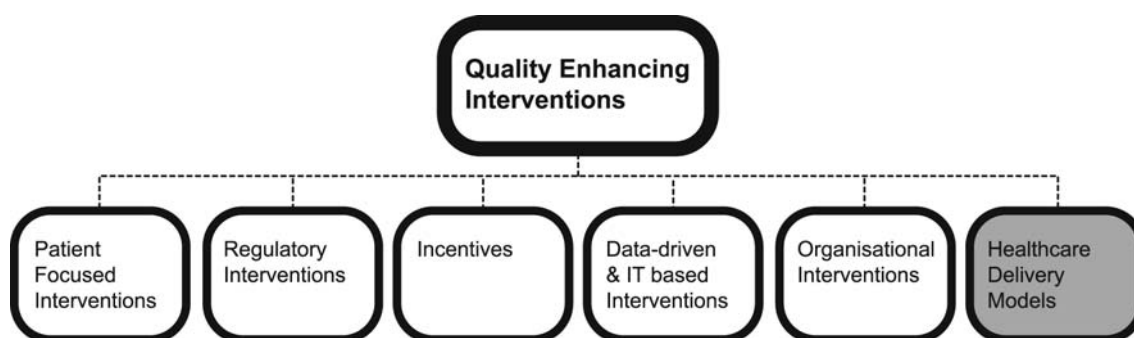 Quality Enhancing
Interventions
Patient
Focused
Interventions
Regulatory
Interventions
Incentives
Data-driven
& IT based
Interventions
Organisational
Interventions
Healthcare
Delivery
Models